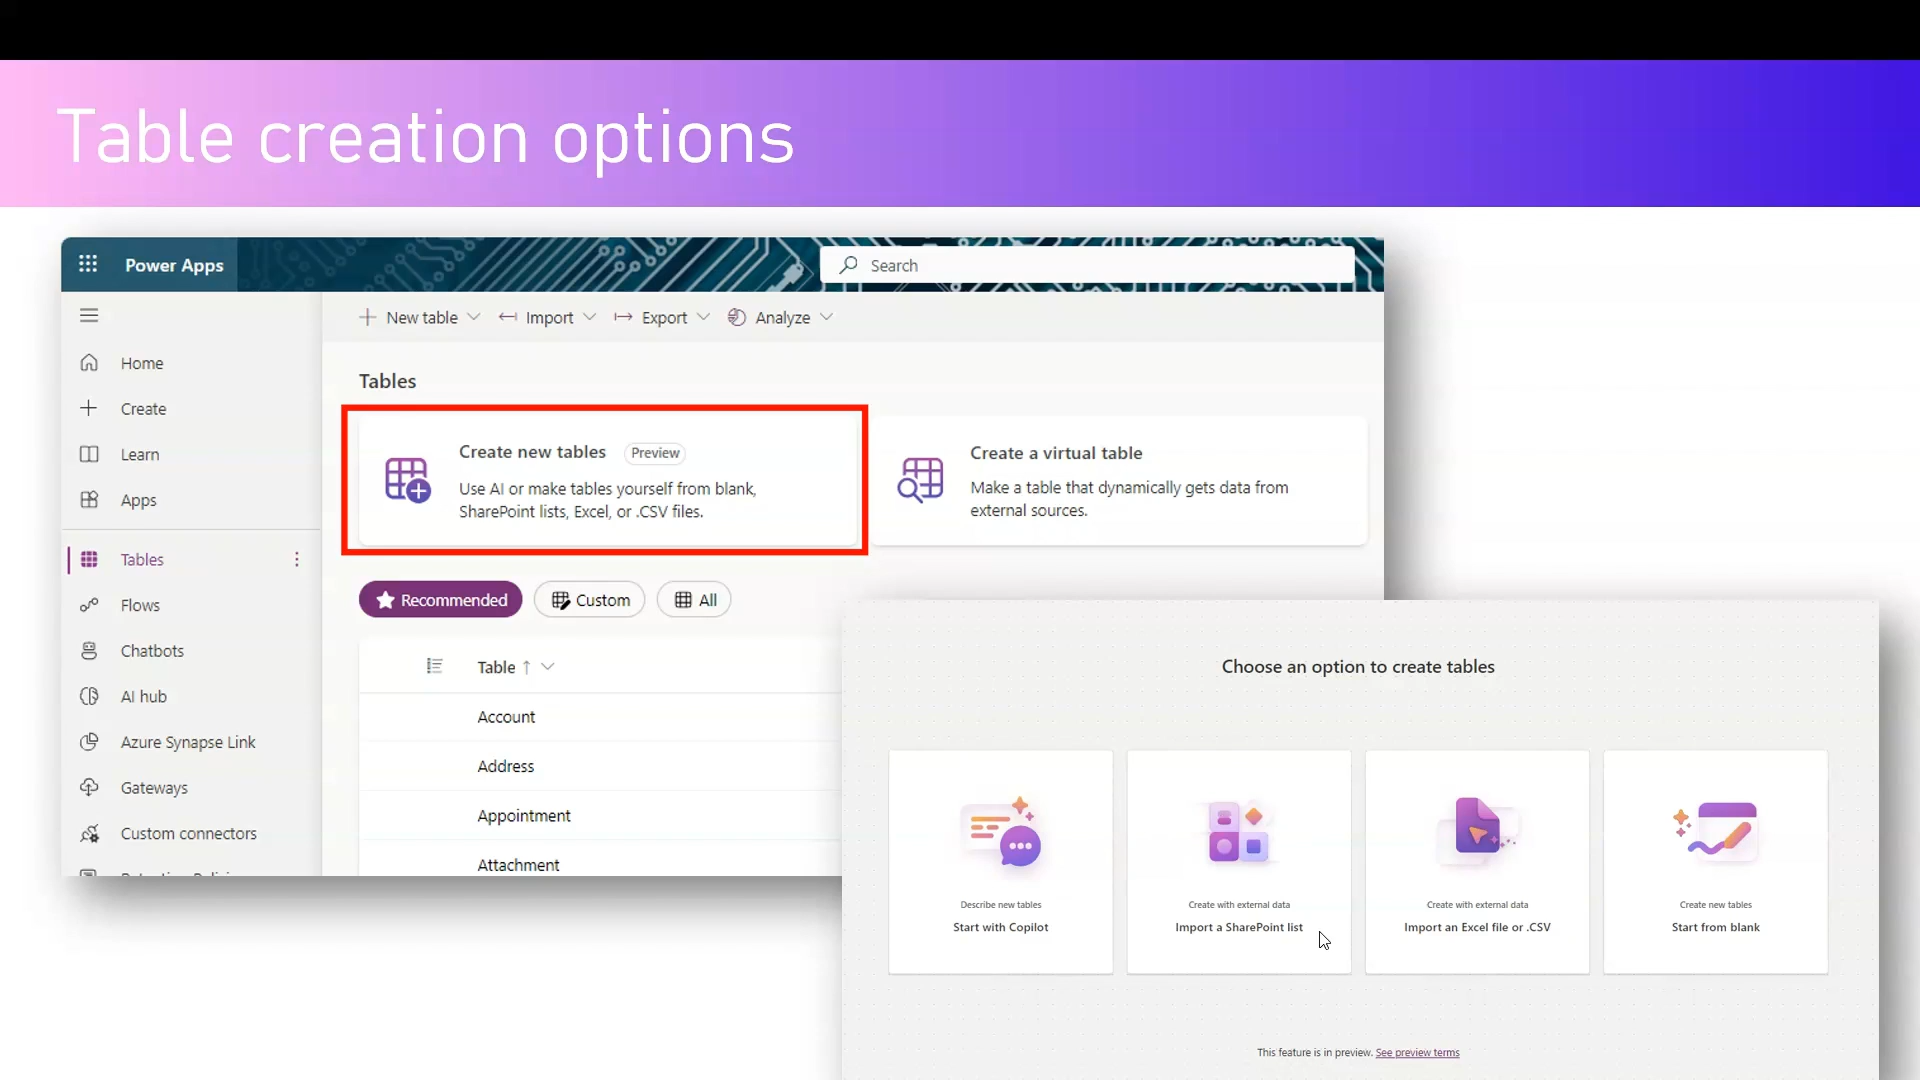 Table creation options
Power Apps
Search
New table
Import
Export
Analyze
Home
Create
Learn
Apps
Tables
Flows
Chatbots
AI hub
Azure Synapse Link
Gateways
Custom connectors
Tables
Create new tables Preview
Use AI or make tables yourself from blank,
SharePoint lists, Excel, or .CSV files.
Create a virtual table
Make a table that dynamically gets data from
external sources.
Recommended
Custom
All
Table
Account
Address
Appointment
Attachment
Choose an option to create tables
Describe new tables
Start with Copilot
Create with external data
Import a SharePoint list
Create with external data
Import an Excel file or .CSV
Create new tables
Start from blank
This feature is in preview. See preview terms